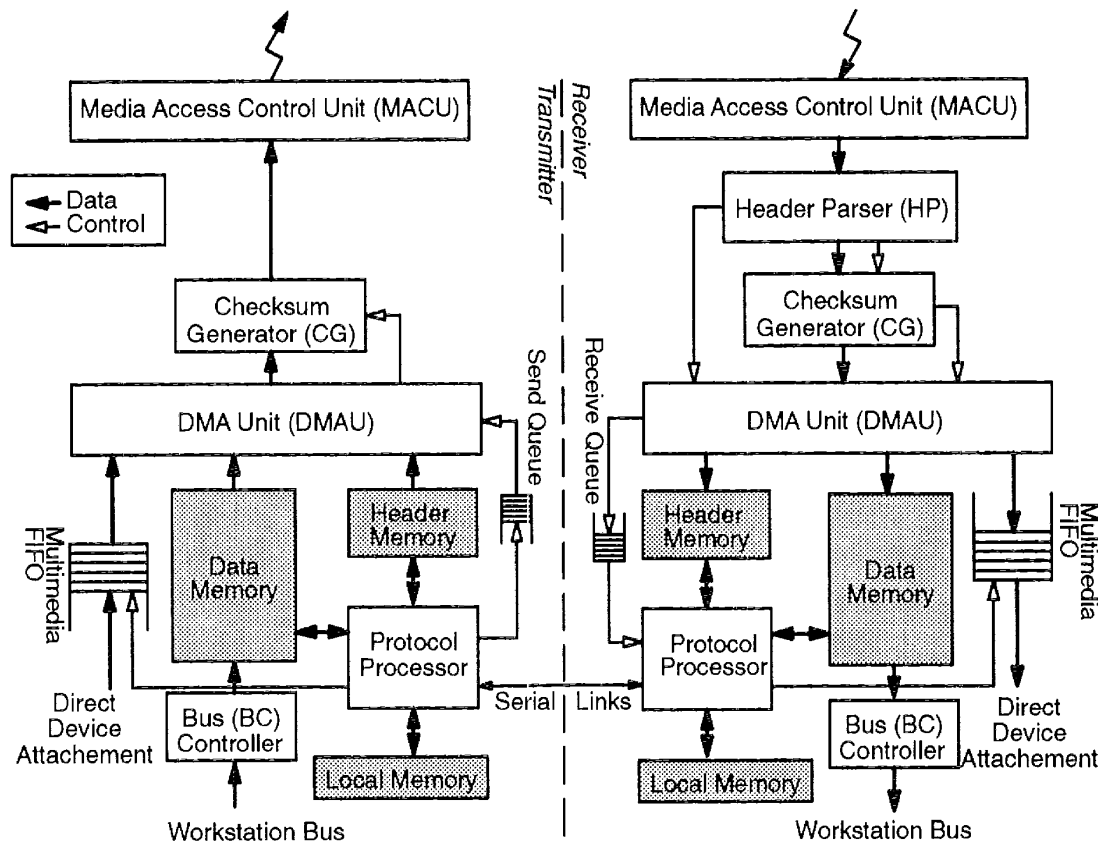 Media Access Control Unit (MACU)
Data
Control
Checksum
Generator (CG)
DMA Unit (DMAU)
Send Queue
Multimedia
FIFO
Data
Memory
Header
Memory
Protocol
Processor
Direct
Device
Attachement
Bus (BC)
Controller
Local Memory
Workstation Bus
Serial Links
Transmitter
Receiver
Media Access Control Unit (MACU)
Header Parser (HP)
Checksum
Generator (CG)
Receive Queue
DMA Unit (DMAU)
Header
Memory
Data
Memory
Multimedia
FIFO
Protocol
Processor
Local Memory
Bus (BC)
Controller
Direct
Device
Attachement
Workstation Bus